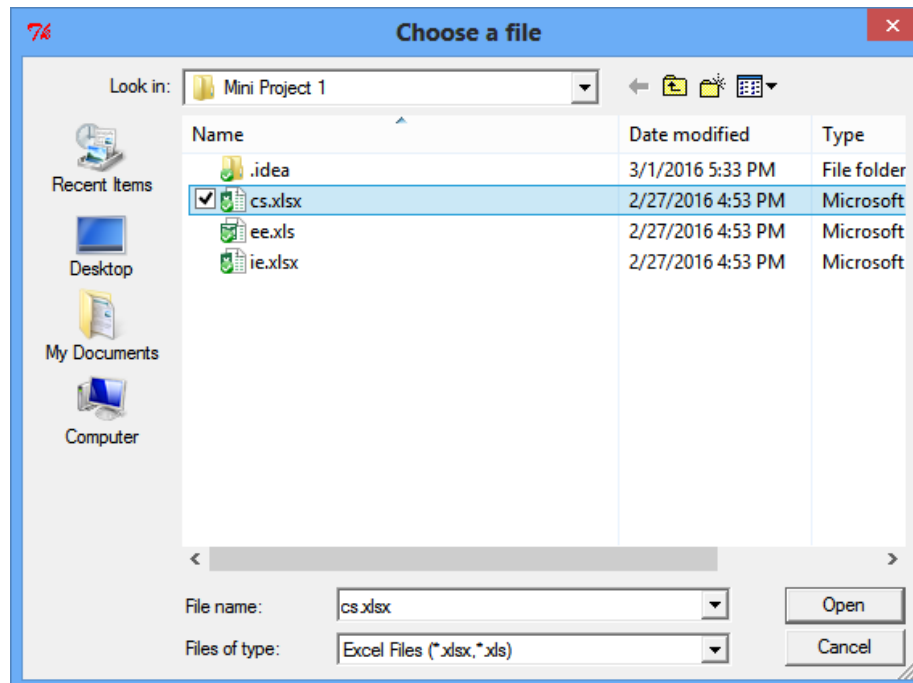 Tk
Choose a file
Look in: Mini Project 1
Name Date modified Type
.idea 3/1/2016 5:33 PM File folder
cs.xlsx 2/27/2016 4:53 PM Microsoft
ee.xls 2/27/2016 4:53 PM Microsoft
ie.xlsx 2/27/2016 4:53 PM Microsoft
Recent Items
Desktop
My Documents
Computer
File name: cs.xlsx Open
Files of type: Excel Files (*.xlsx,*.xls) Cancel